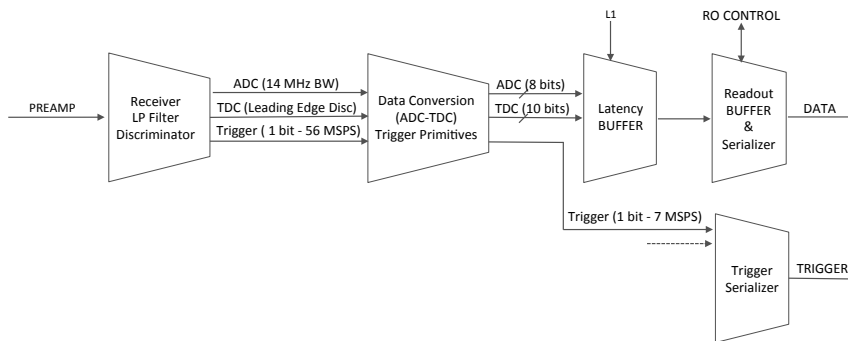 L1
RO CONTROL
PREAMP
Receiver
LP Filter
Discriminator
ADC (14 MHz BW)
TDC (Leading Edge Disc)
Trigger ( 1 bit - 56 MSPS)
Data Conversion
(ADC-TDC)
Trigger Primitives
ADC (8 bits)
TDC (10 bits)
Latency
BUFFER
Readout
BUFFER
&
Serializer
DATA
Trigger (1 bit - 7 MSPS)
Trigger
Serializer
TRIGGER